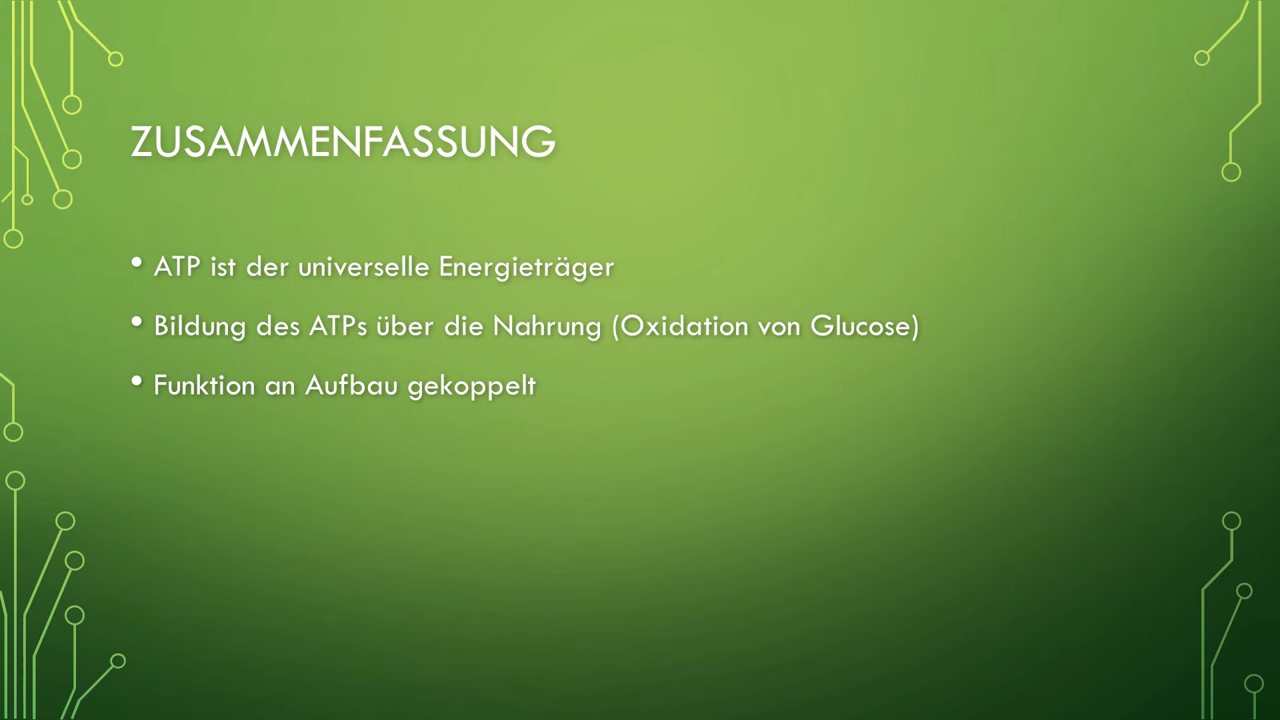 ZUSAMMENFASSUNG
• ATP ist der universelle Energieträger
• Bildung des ATPs über die Nahrung (Oxidation von Glucose)
• Funktion an Aufbau gekoppelt